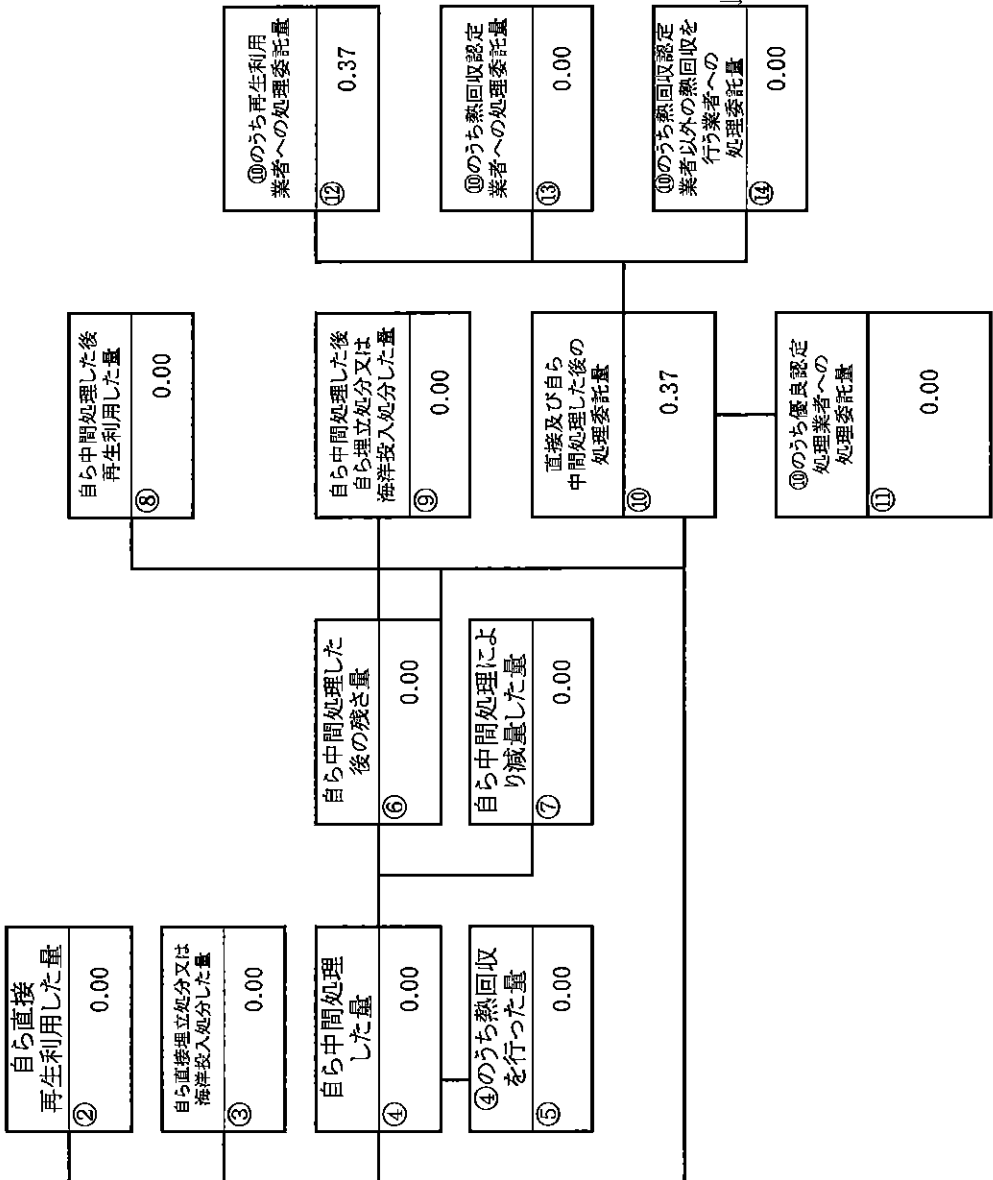 自ら直接
再生利用した量
②
0.00
自ら直接埋立処分又は
海洋投入処分した量
③
0.00
自ら中間処理
した量
④
0.00
④のうち熱回収
を行った量
⑤
0.00
自ら中間処理した
後の残さ量
⑥
0.00
自ら中間処理によ
り減量した量
⑦
0.00
自ら中間処理した後
再生利用した量
⑧
0.00
自ら中間処理した後
自ら埋立処分又は
海洋投入処分した量
⑨
0.00
直接及び自ら
中間処理した後の
処理委託量
⑩
0.37
⑩のうち優良認定
処理業者への
処理委託量
⑪
0.00
⑩のうち再生利用
業者への処理委託量
⑫
0.37
⑩のうち熱回収認定
業者への処理委託量
⑬
0.00
⑩のうち熱回収認定
業者以外の熱回収を
行う業者への
処理委託量
⑭
0.00